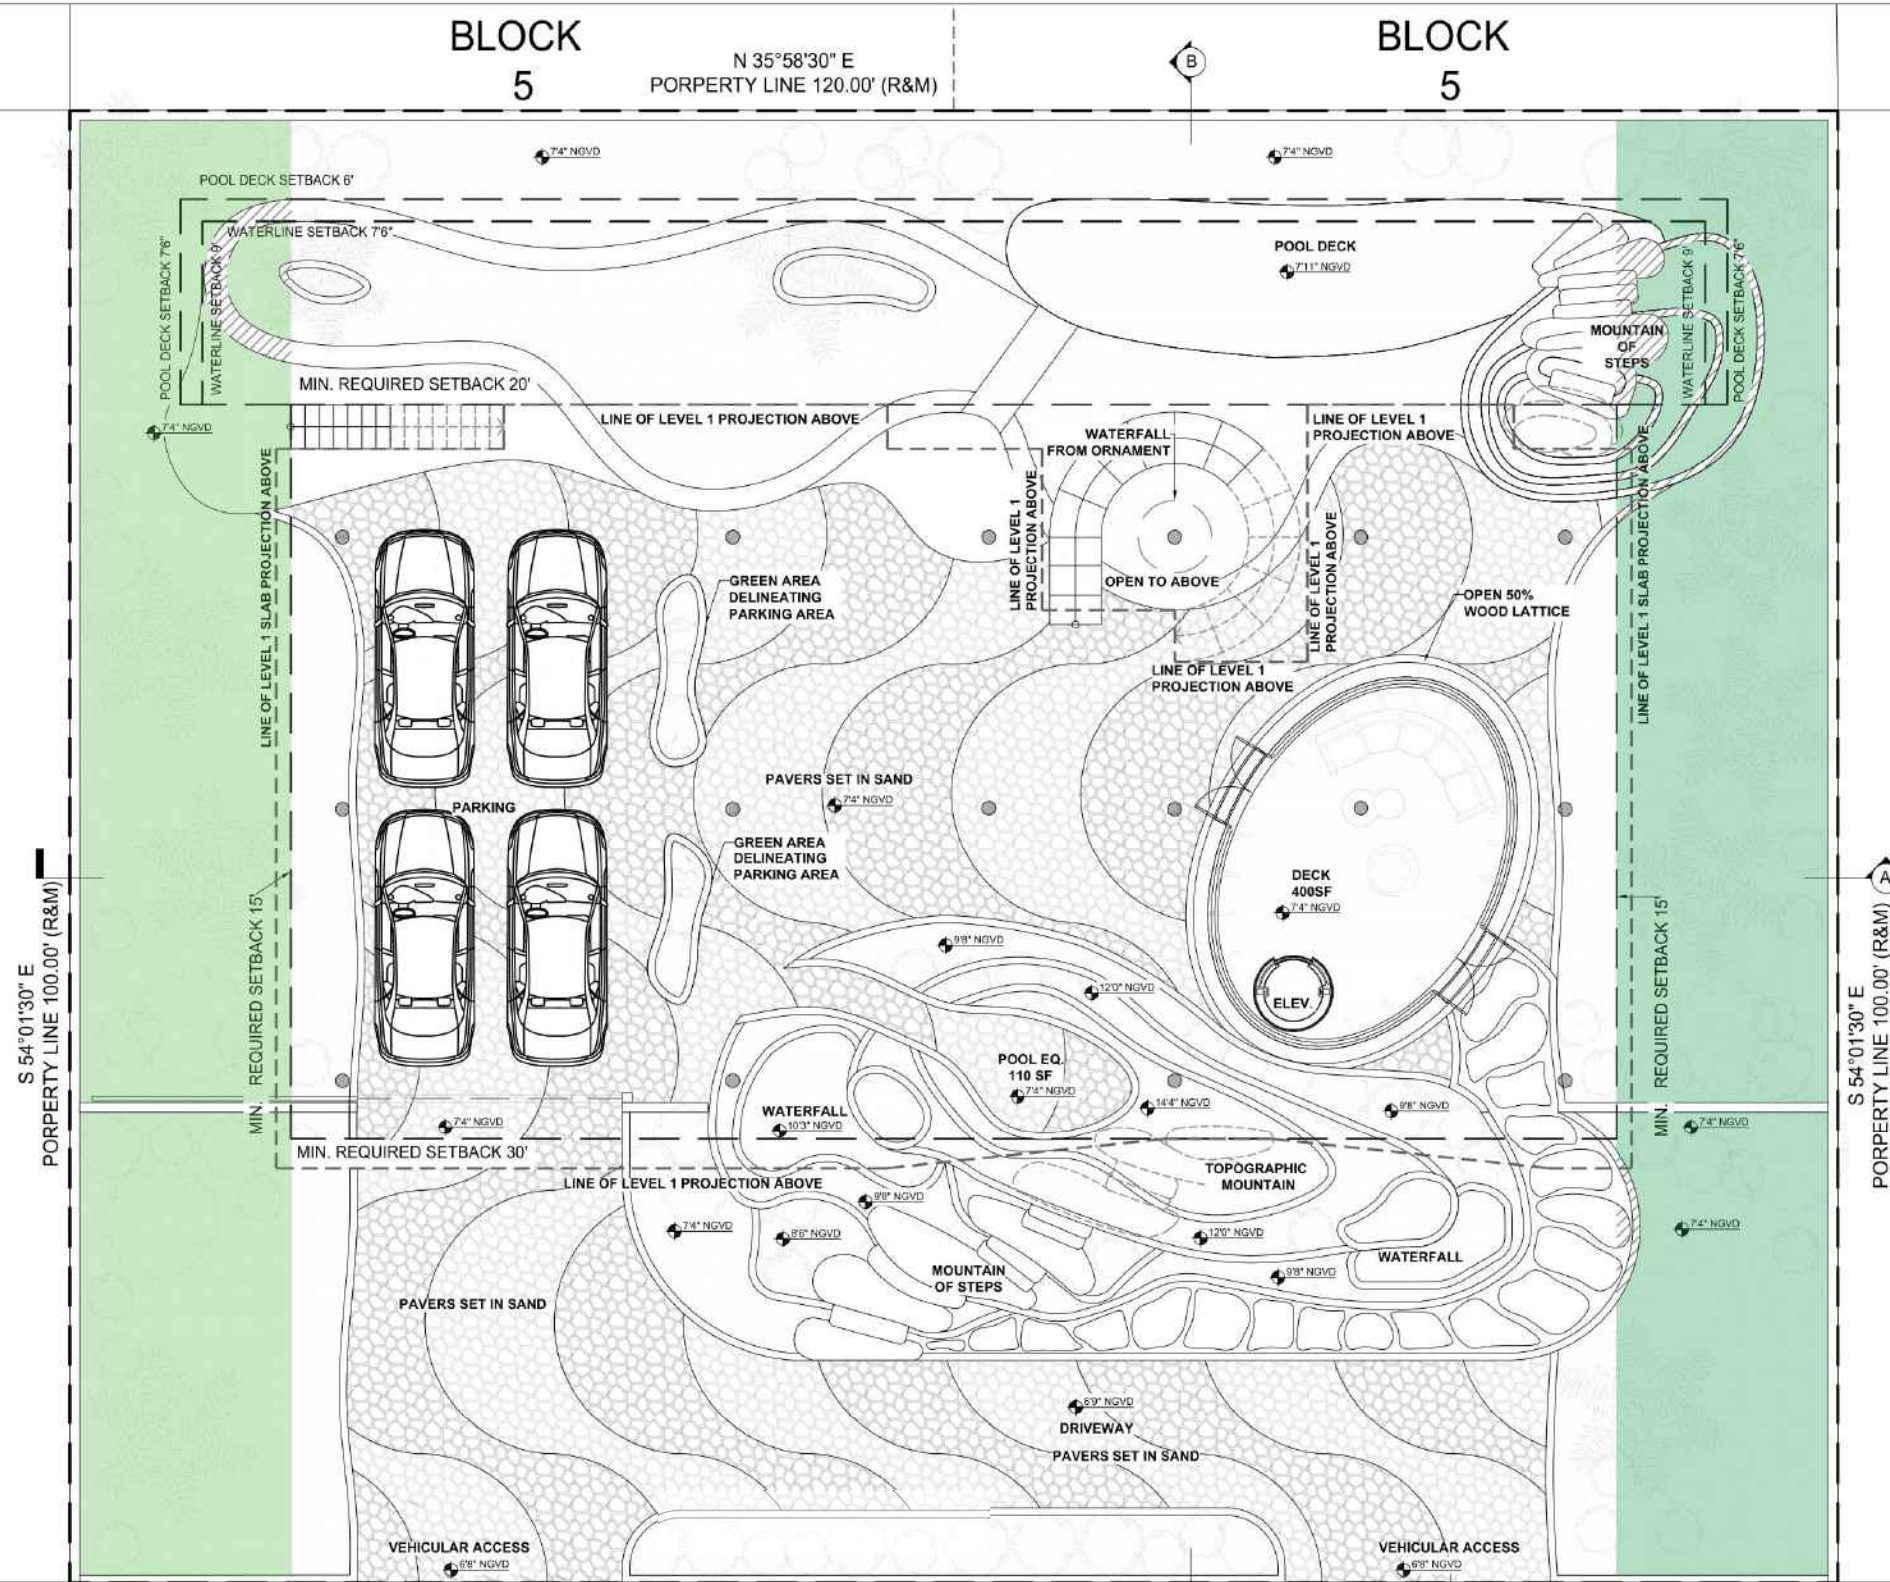 BLOCK
5
N 35°58'30" E
PORPERTY LINE 120.00' (R&M)
B
BLOCK
5
7'4" NGVD
7'4" NGVD
POOL DECK SETBACK 6'
WATERLINE SETBACK 7'6"
POOL DECK SETBACK 7'6"
WATERLINE SETBACK 9'
POOL DECK
7'11" NGVD
MOUNTAIN
OF
STEPS
WATERLINE SETBACK 9'
POOL DECK SETBACK 7'6"
MIN. REQUIRED SETBACK 20'
7'4" NGVD
LINE OF LEVEL 1 PROJECTION ABOVE
WATERFALL
FROM ORNAMENT
LINE OF LEVEL 1
PROJECTION ABOVE
LINE OF LEVEL 1 SLAB PROJECTION ABOVE
LINE OF LEVEL 1
PROJECTION ABOVE
LINE OF LEVEL 1
PROJECTION ABOVE
LINE OF LEVEL 1 SLAB PROJECTION ABOVE
GREEN AREA
DELINEATING
PARKING AREA
OPEN TO ABOVE
OPEN 50%
WOOD LATTICE
LINE OF LEVEL 1
PROJECTION ABOVE
PAVERS SET IN SAND
7'4" NGVD
PARKING
GREEN AREA
DELINEATING
PARKING AREA
DECK
400SF
7'4" NGVD
A
S 54°01'30" E
PORPERTY LINE 100.00' (R&M)
MIN. REQUIRED SETBACK 15'
MIN. REQUIRED SETBACK 15'
S 54°01'30" E
PORPERTY LINE 100.00' (R&M)
9'8" NGVD
12'0" NGVD
ELEV.
POOL EQ.
110 SF
7'4" NGVD
14'4" NGVD
9'8" NGVD
WATERFALL
10'3" NGVD
7'4" NGVD
7'4" NGVD
MIN. REQUIRED SETBACK 30'
LINE OF LEVEL 1 PROJECTION ABOVE
TOPOGRAPHIC
MOUNTAIN
9'8" NGVD
7'4" NGVD
12'0" NGVD
7'4" NGVD
WATERFALL
9'8" NGVD
MOUNTAIN
OF STEPS
PAVERS SET IN SAND
6'9" NGVD
DRIVEWAY
PAVERS SET IN SAND
VEHICULAR ACCESS
6'8" NGVD
VEHICULAR ACCESS
6'8" NGVD